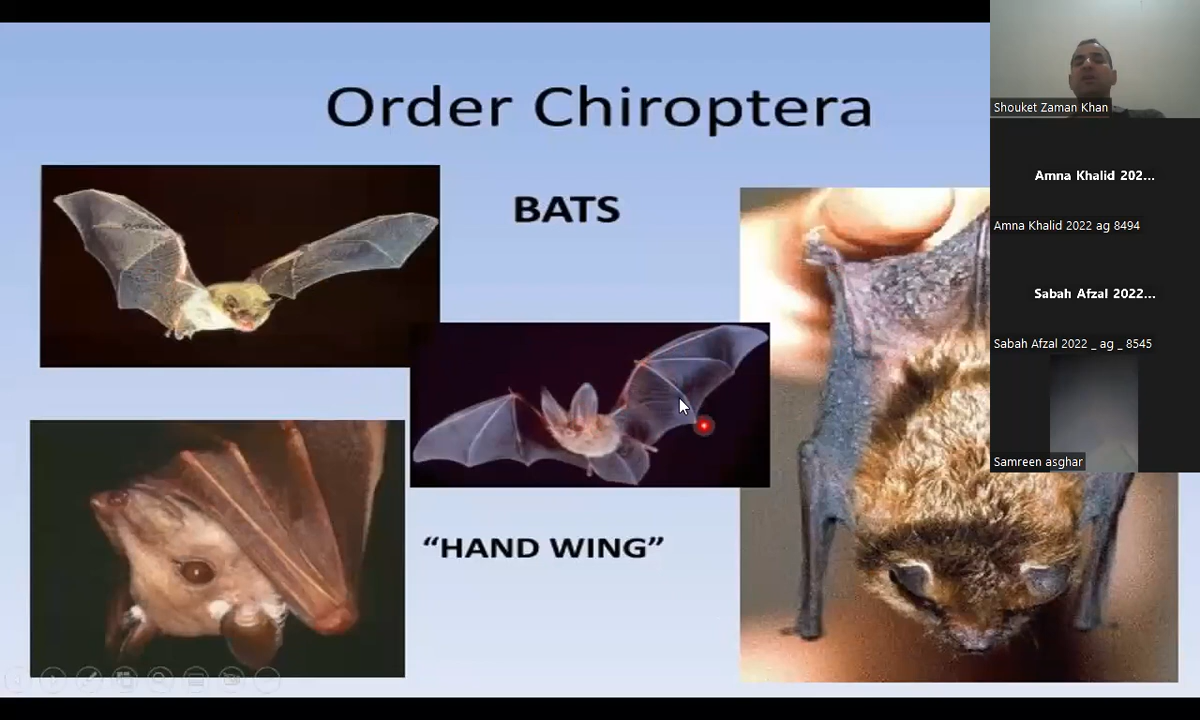 Order Chiroptera
BATS
“HAND WING”
Shouket Zaman Khan
Amna Khalid 202...
Amna Khalid 2022 ag 8494
Sabah Afzal 2022...
Sabah Afzal 2022 _ ag _ 8545
Samreen asghar